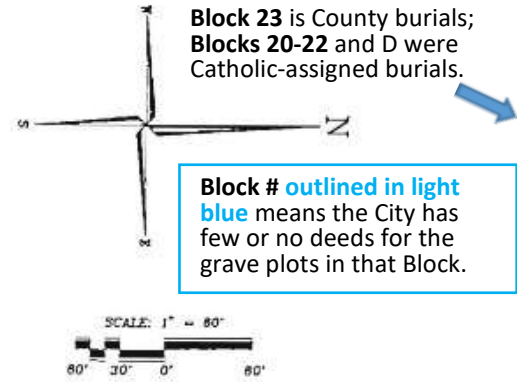 Block 23 is County burials;
Blocks 20-22 and D were
Catholic-assigned burials.
S
N
Block # outlined in light
blue means the City has
few or no deeds for the
grave plots in that Block.
SCALE: 1" = 60'
60' 30' 0' 60'